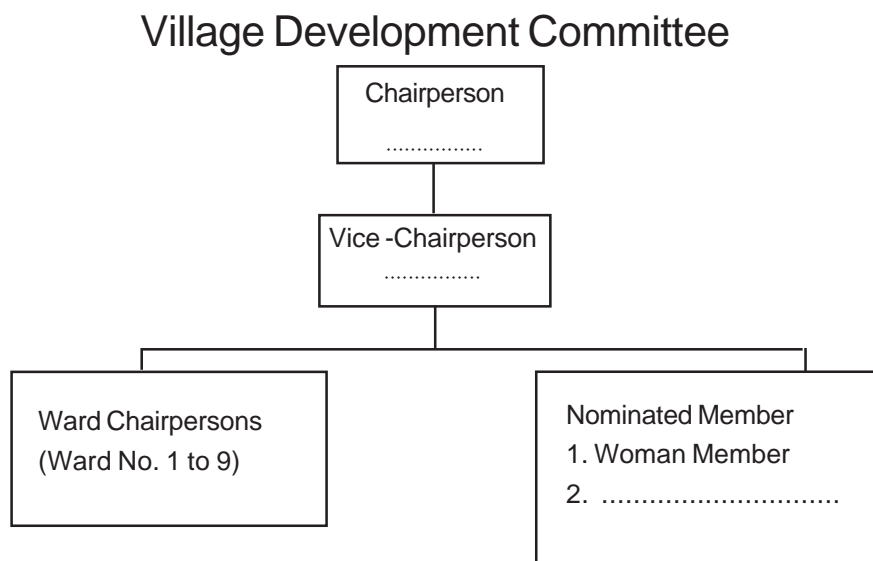 Village Development Committee
Chairperson
................
Vice -Chairperson
................
Ward Chairpersons
(Ward No. 1 to 9)
Nominated Member
1. Woman Member
2. .............................